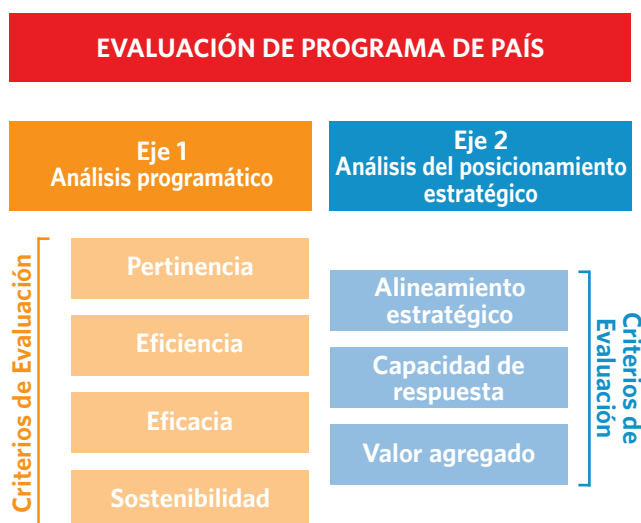 EVALUACIÓN DE PROGRAMA DE PAÍS
Eje 1
Análisis programático
Eje 2
Análisis del posicionamiento
estratégico
Criterios de Evaluación
Pertinencia
Eficiencia
Eficacia
Sostenibilidad
Alineamiento
estratégico
Capacidad de
respuesta
Valor agregado
Criterios de
Evaluación